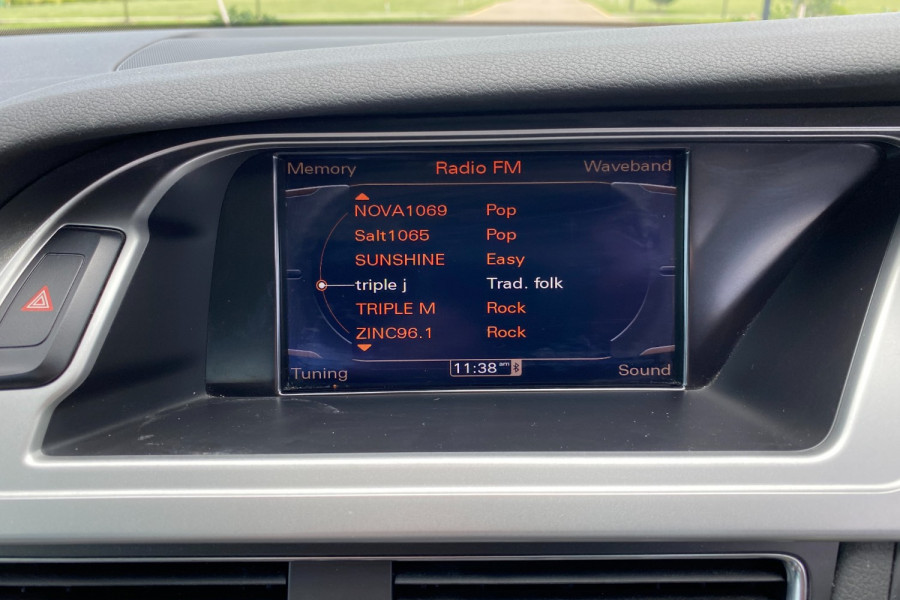 Memory Radio FM Waveband
NOVA1069 Pop
Salt1065 Pop
SUNSHINE Easy
triple j Trad. folk
TRIPLE M Rock
ZINC96.1 Rock
Tuning 11:38 am Sound